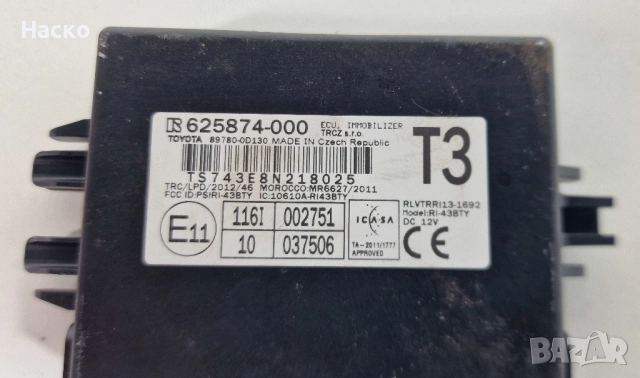 Наско
625874-000 ECU, IMMOBILIZER
TRCZ s.r.o.
TOYOTA 89780-0D130 MADE IN Czech Republic
T3
TS743E8N218025
TRC/LPD/2012/46 MOROCCO:MR6627/2011
FCC ID:PSIRI-43BTY IC:10610A-RI43BTY
E11
116I 002751
10 037506
ICASA
TA-2011/1777
APPROVED
RLVTRRI13-1692
Model:RI-43BTY
DC 12V
CE
BAZAR